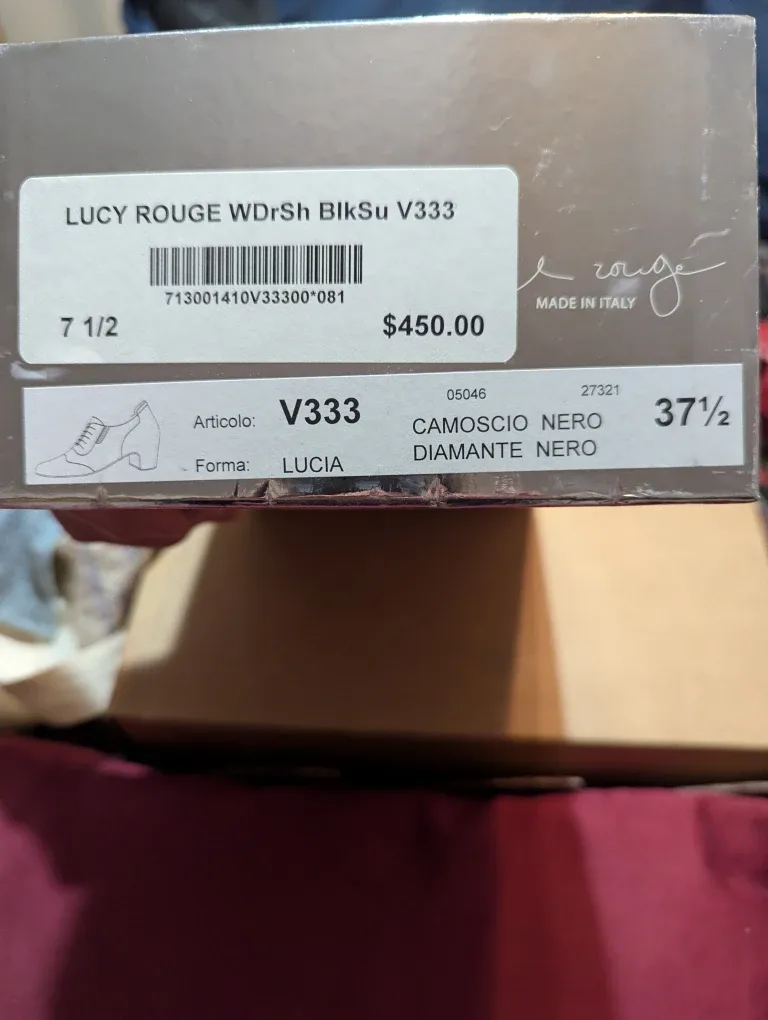 LUCY ROUGE WDrSh BlkSu V333
713001410V33300*081
7 1/2
$450.00
rouge
MADE IN ITALY
Articolo: V333
Forma: LUCIA
05046
27321
CAMOSCIO NERO
DIAMANTE NERO
37½